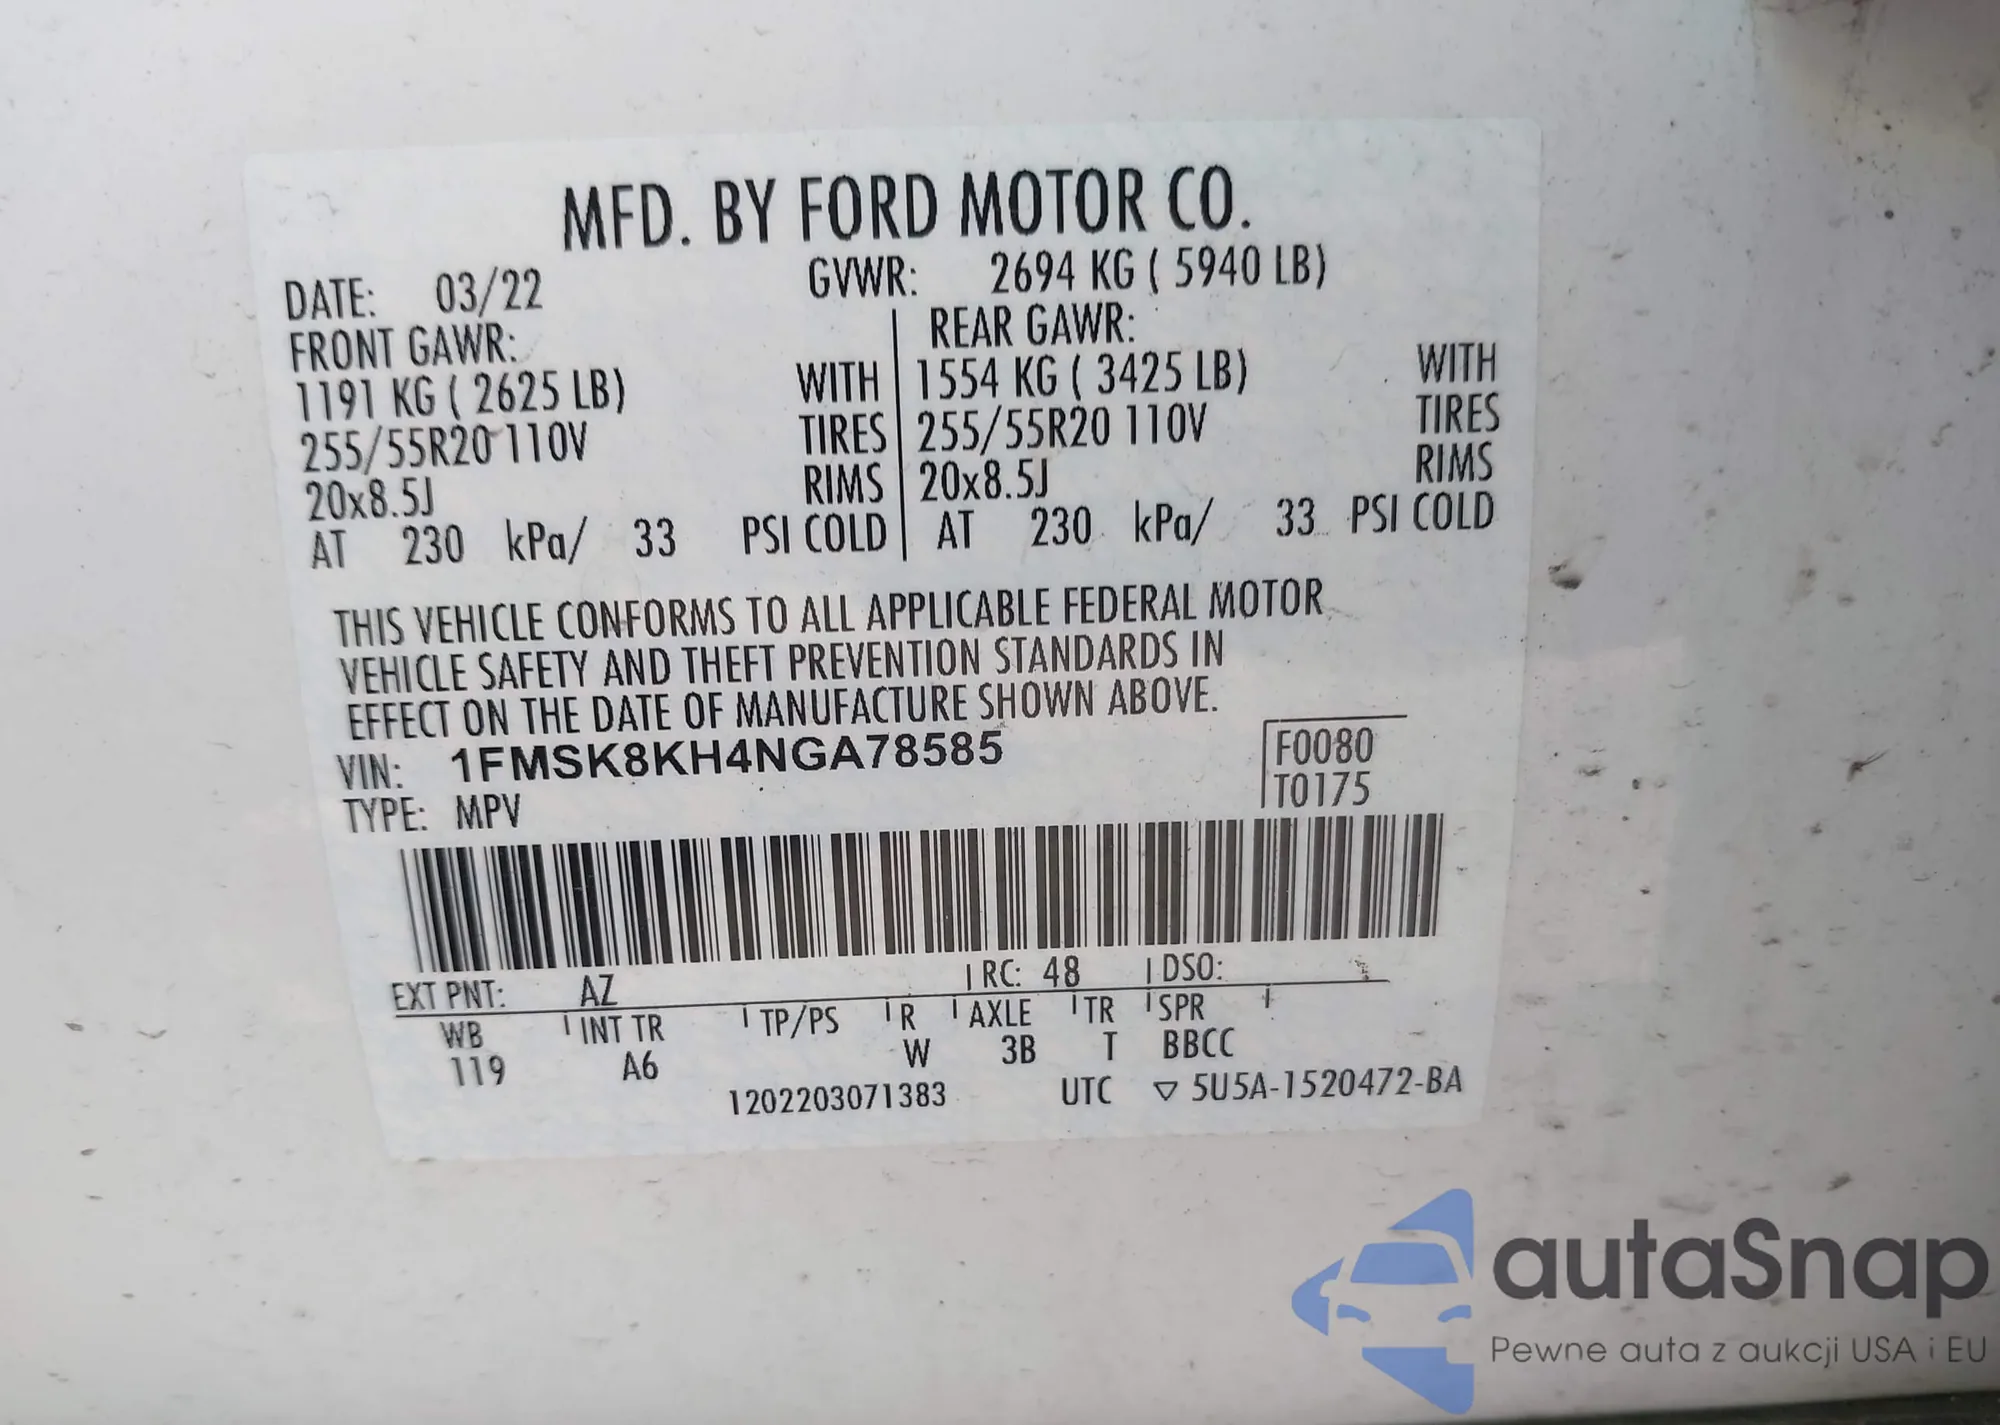 MFD. BY FORD MOTOR CO.
DATE: 03/22 GVWR: 2694 KG ( 5940 LB)
FRONT GAWR: REAR GAWR:
1191 KG ( 2625 LB) WITH 1554 KG ( 3425 LB) WITH
255/55R20 110V TIRES 255/55R20 110V TIRES
20x8.5J RIMS 20x8.5J RIMS
AT 230 kPa/ 33 PSI COLD AT 230 kPa/ 33 PSI COLD
THIS VEHICLE CONFORMS TO ALL APPLICABLE FEDERAL MOTOR
VEHICLE SAFETY AND THEFT PREVENTION STANDARDS IN
EFFECT ON THE DATE OF MANUFACTURE SHOWN ABOVE.
VIN: 1FMSK8KH4NGA78585 F0080
TYPE: MPV T0175
EXT PNT: AZ RC: 48 DSO:
WB INT TR TP/PS R AXLE TR SPR
119 A6 W 3B T BBCC
1202203071383 UTC ▽ 5U5A-1520472-BA
autaSnap
Pewne auta z aukcji USA i EU